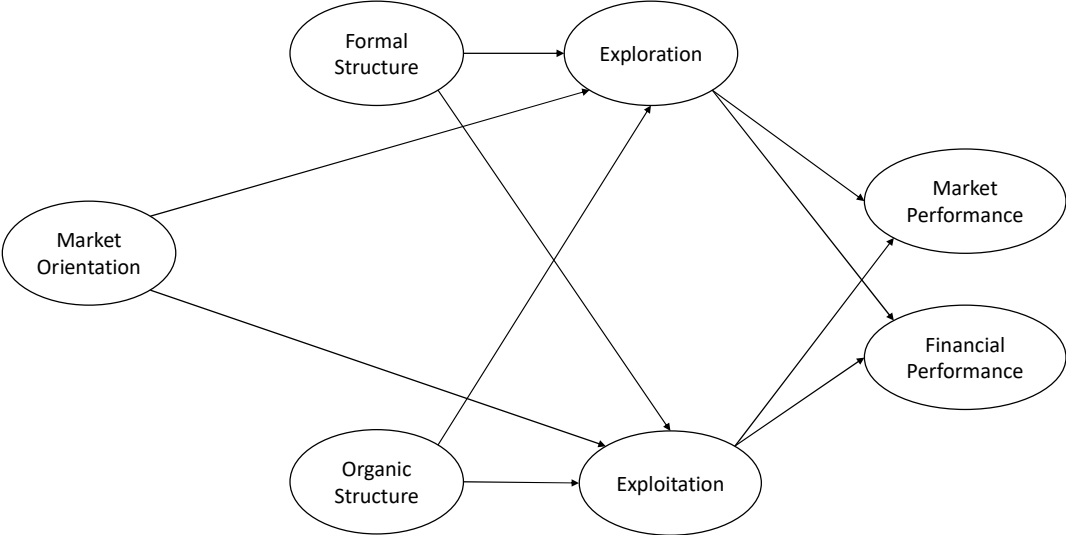 Formal
Structure
Exploration
Market
Performance
Market
Orientation
Financial
Performance
Organic
Structure
Exploitation